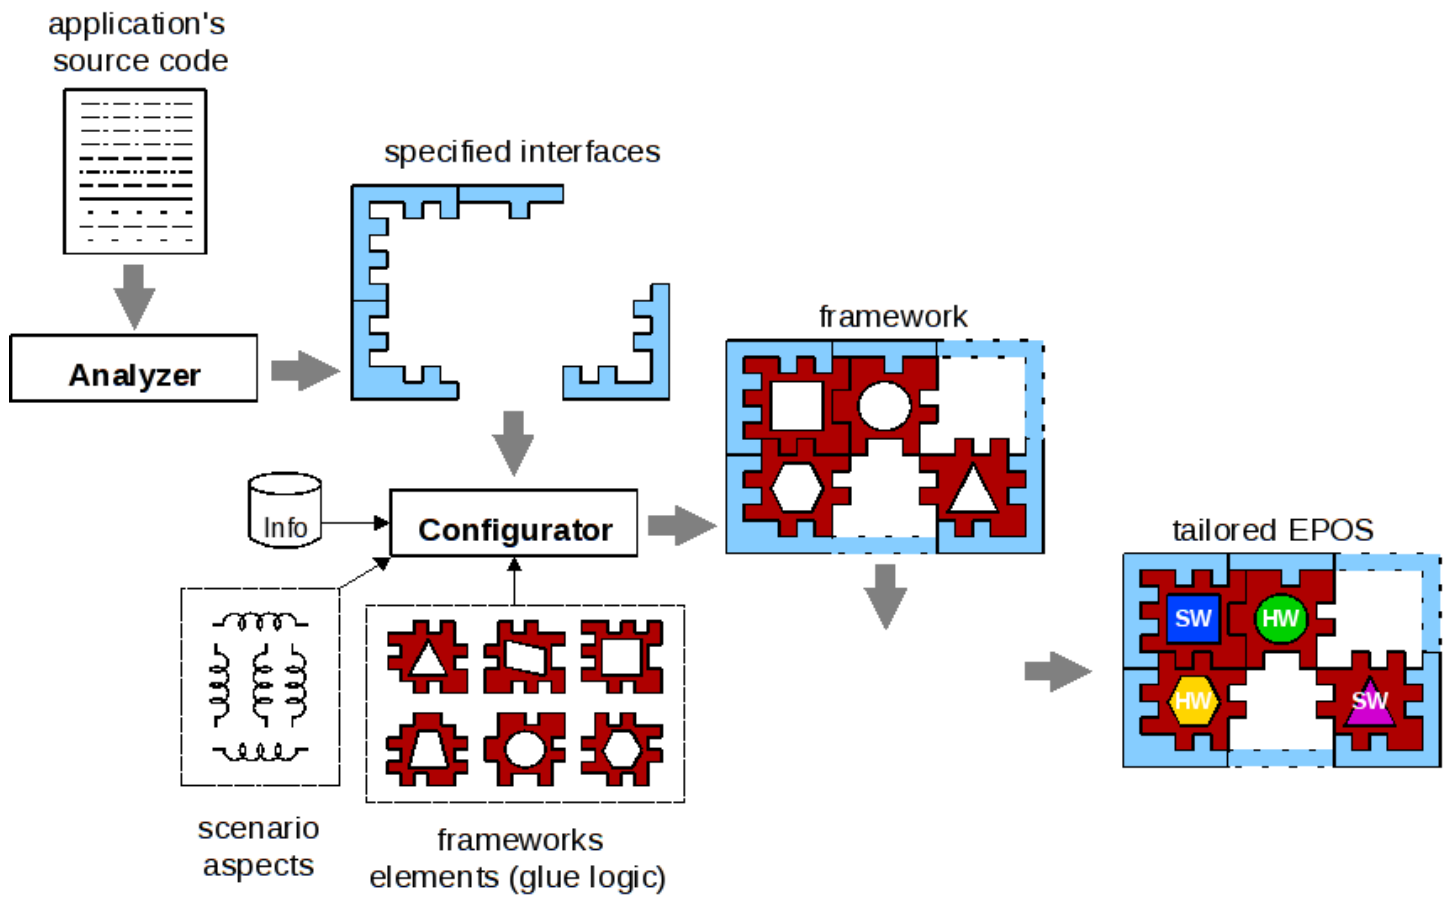 application's
source code
specified interfaces
Analyzer
framework
Info
Configurator
tailored EPOS
SW
HW
HW
SW
scenario
aspects
frameworks
elements (glue logic)